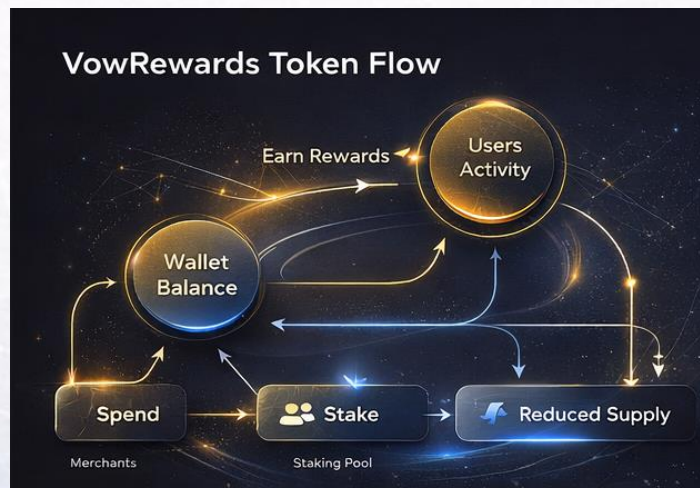 VowRewards Token Flow
Earn Rewards
Users
Activity
Wallet
Balance
Spend
Stake
Reduced Supply
Merchants
Staking Pool